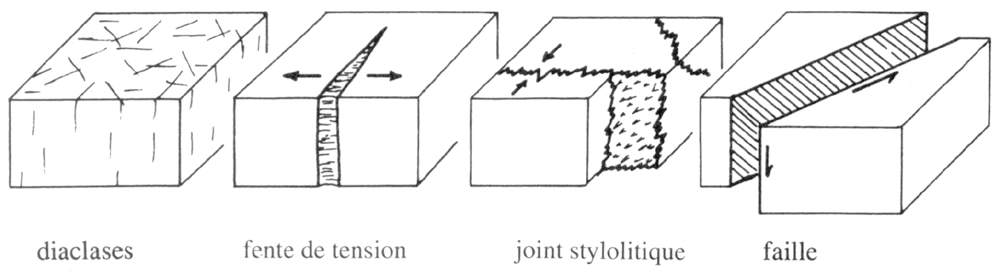 diaclases fente de tension joint stylolitique faille